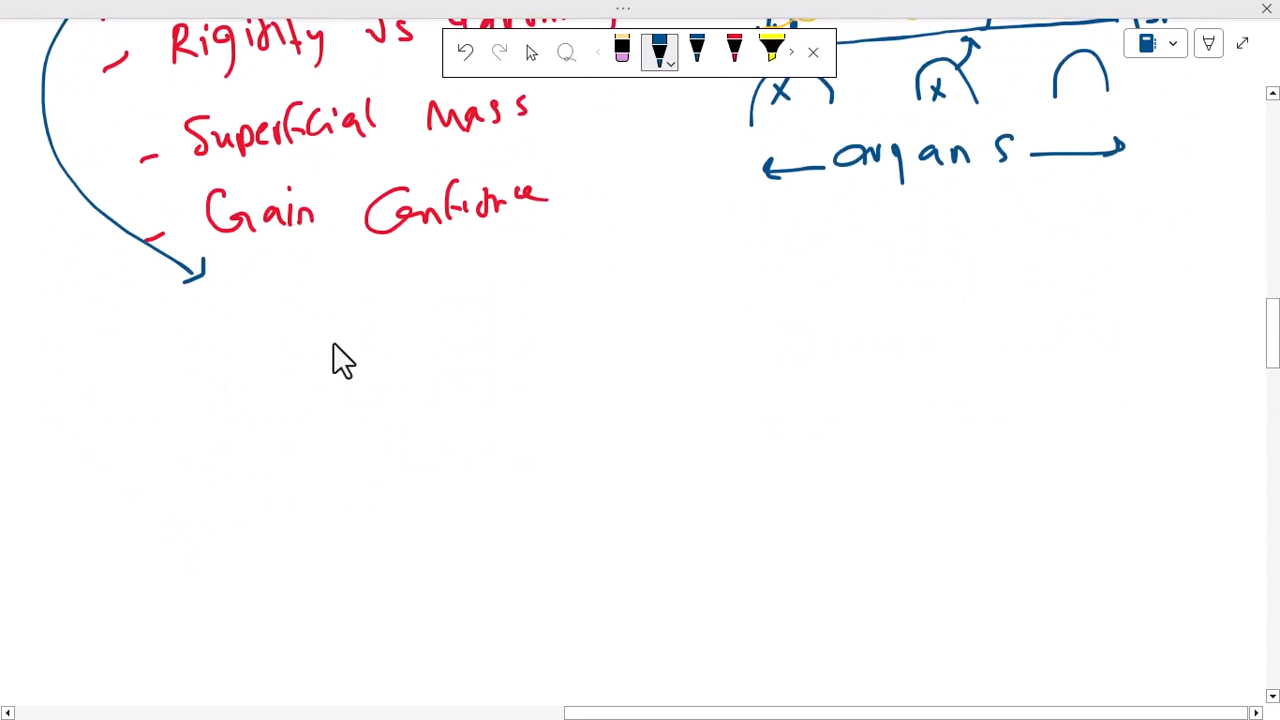 - Rigidity vs
- Superficial Mass
- Gain Confidence
x
x
organs